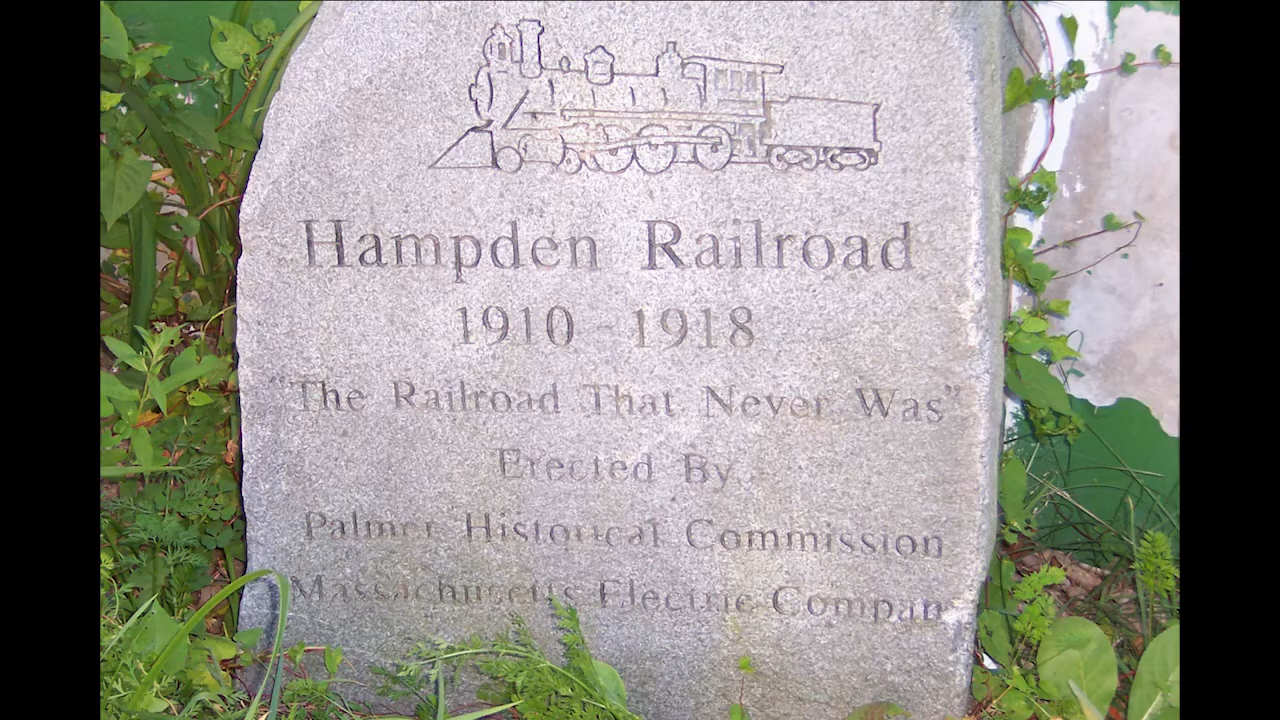 Hampden Railroad
1910 - 1918
"The Railroad That Never Was"
Erected By
Palmer Historical Commission
Massachusetts Electric Compan